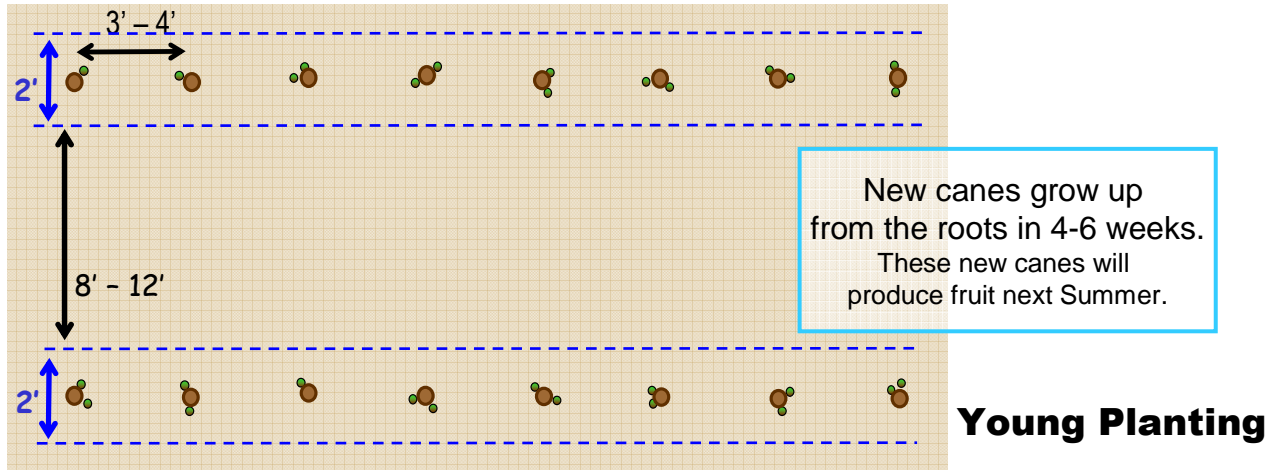 3’ – 4’
2’
8’ – 12’
New canes grow up
from the roots in 4-6 weeks.
These new canes will
produce fruit next Summer.
2’
Young Planting